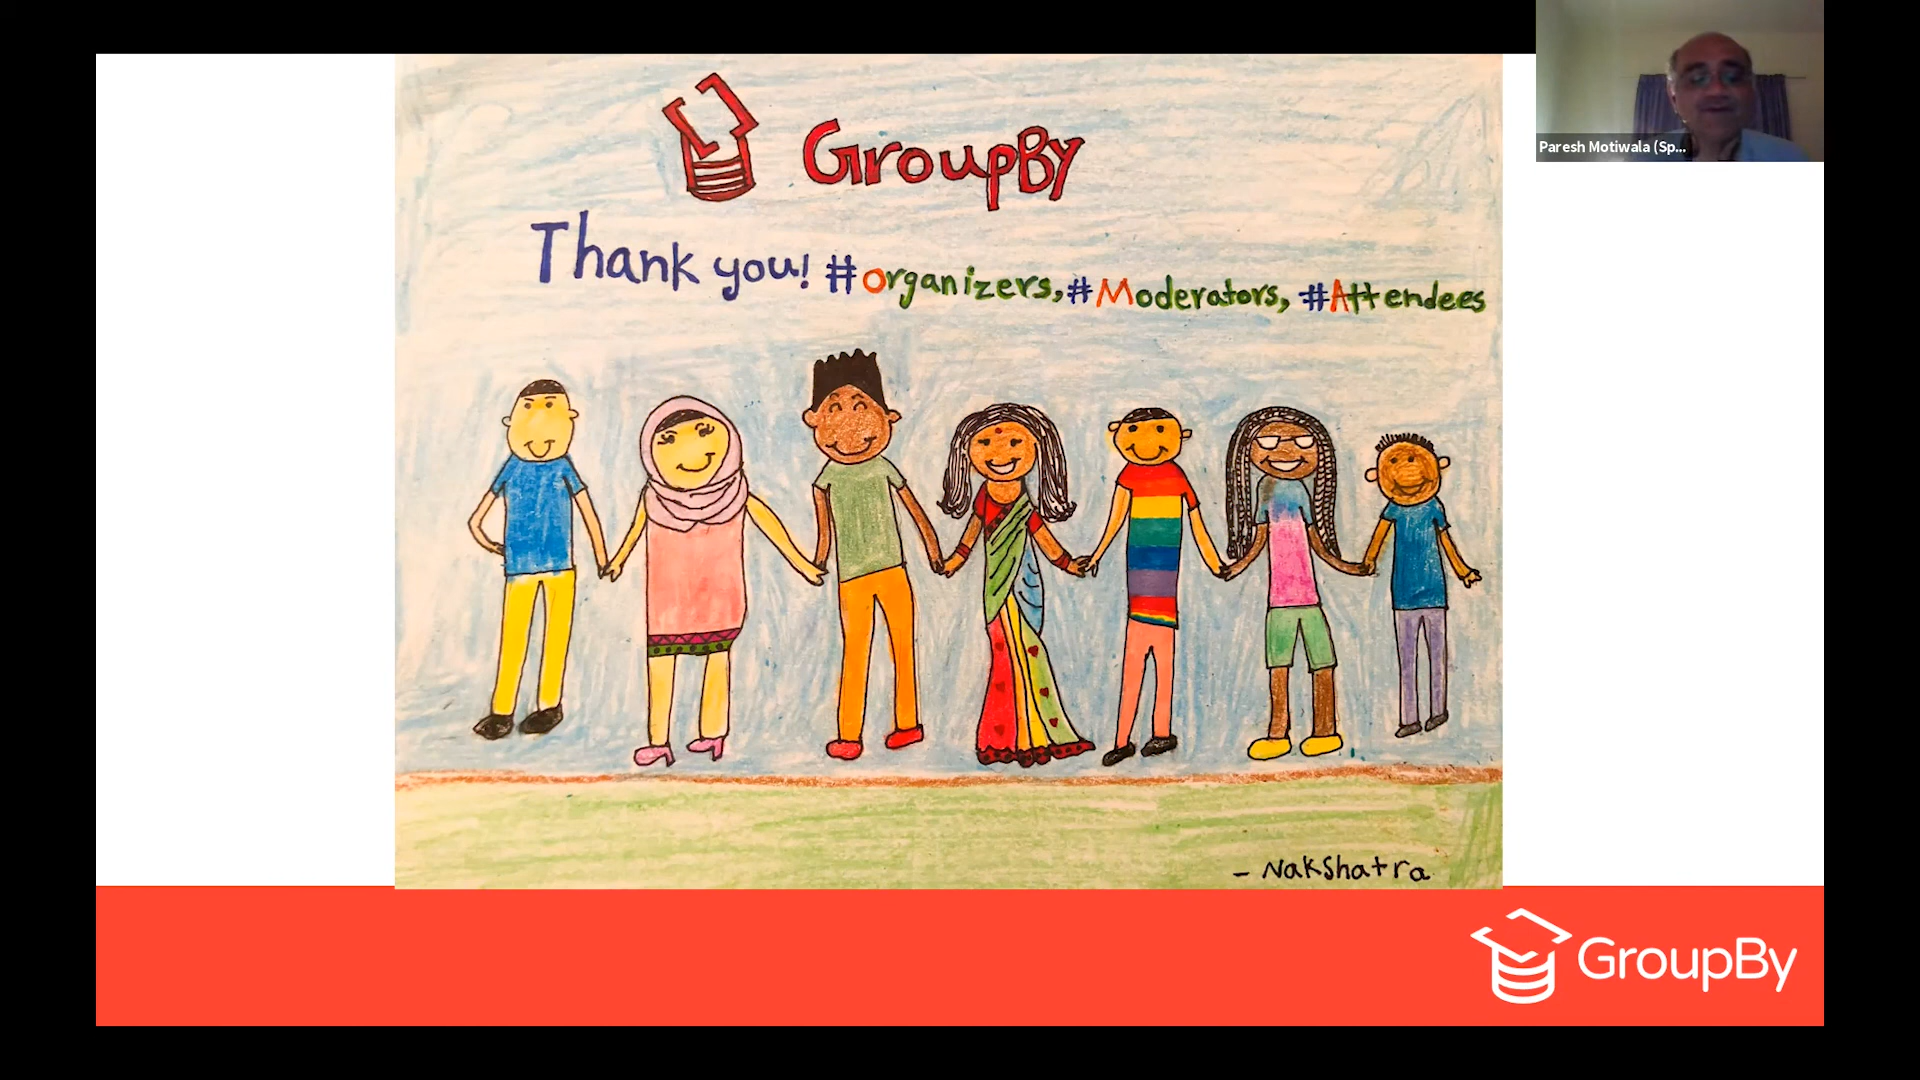 Paresh Motiwala (Sp...
GroupBy
Thank you! #organizers, #Moderators, #Attendees
- Nakshatra
GroupBy